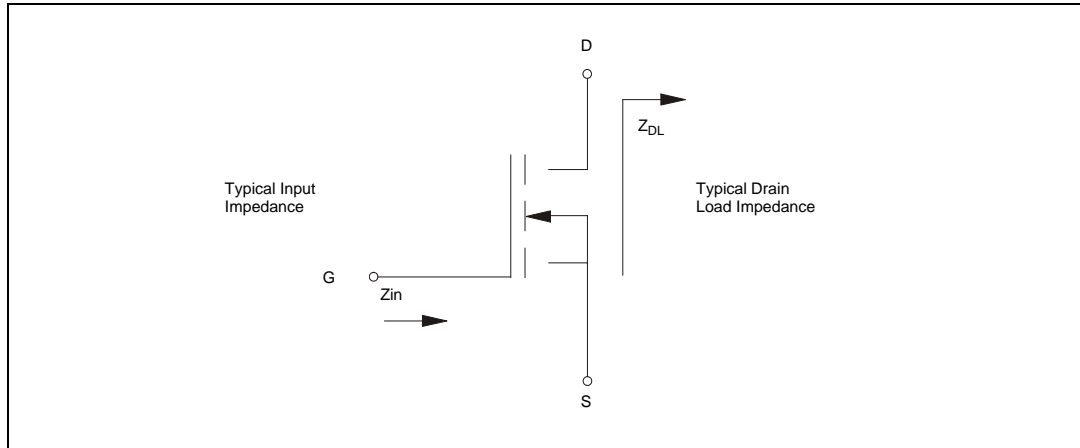 D
Z_DL
Typical Input
Impedance
Typical Drain
Load Impedance
G
Zin
S